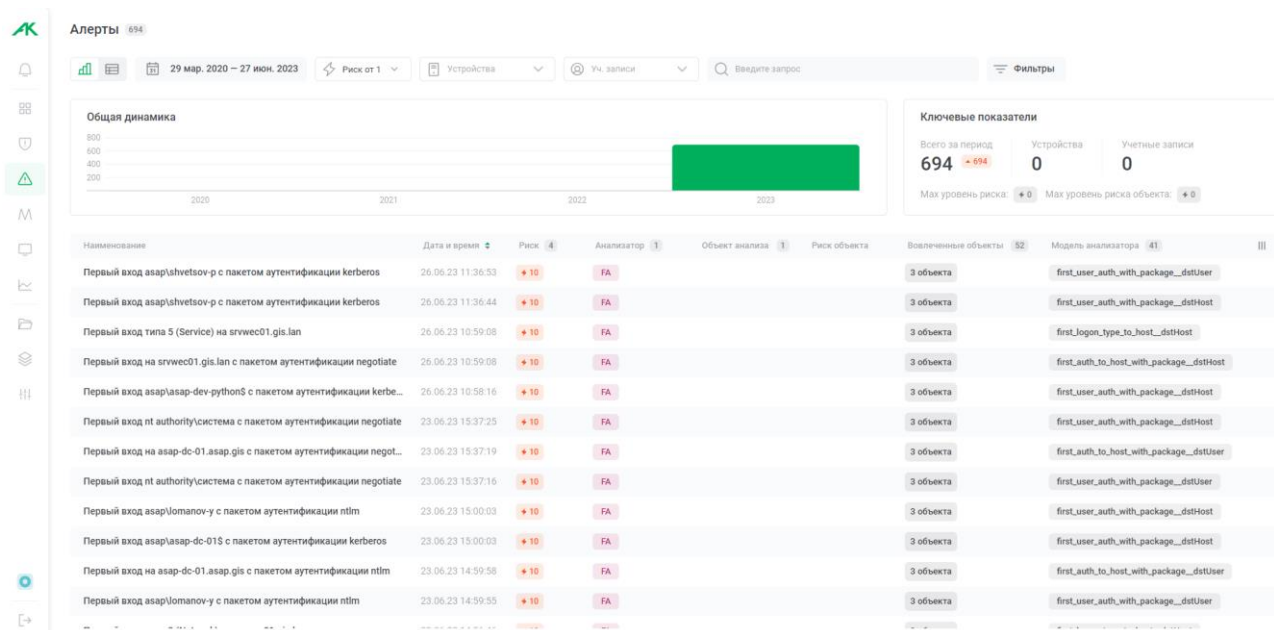 AK
Алерты 694
29 мар. 2020 — 27 июн. 2023 Риск от 1 Устройства Уч. записи Введите запрос Фильтры
Общая динамика
800
600
400
200
2020 2021 2022 2023
Ключевые показатели
Всего за период Устройства Учетные записи
694 694 0 0
Мах уровень риска: 0 Мах уровень риска объекта: 0
Наименование Дата и время Риск 4 Анализатор 1 Объект анализа 1 Риск объекта Вовлеченные объекты 52 Модель анализатора 41
Первый вход asap\shvetsov-p с пакетом аутентификации kerberos 26.06.23 11:36:53 10 FA 3 объекта first_user_auth_with_package__dstUser
Первый вход asap\shvetsov-p с пакетом аутентификации kerberos 26.06.23 11:36:44 10 FA 3 объекта first_user_auth_with_package__dstHost
Первый вход типа 5 (Service) на srvwec01.gis.lan 26.06.23 10:59:08 10 FA 3 объекта first_logon_type_to_host__dstHost
Первый вход на srvwec01.gis.lan с пакетом аутентификации negotiate 26.06.23 10:59:08 10 FA 3 объекта first_auth_to_host_with_package__dstHost
Первый вход asap\asap-dev-python$ с пакетом аутентификации kerbe... 26.06.23 10:58:16 10 FA 3 объекта first_user_auth_with_package__dstHost
Первый вход nt authority\система с пакетом аутентификации negotiate 23.06.23 15:37:25 10 FA 3 объекта first_user_auth_with_package__dstHost
Первый вход на asap-dc-01.asap.gis с пакетом аутентификации negot... 23.06.23 15:37:19 10 FA 3 объекта first_auth_to_host_with_package__dstUser
Первый вход nt authority\система с пакетом аутентификации negotiate 23.06.23 15:37:16 10 FA 3 объекта first_user_auth_with_package__dstUser
Первый вход asap\lomanov-y с пакетом аутентификации ntlm 23.06.23 15:00:03 10 FA 3 объекта first_user_auth_with_package__dstHost
Первый вход asap\asap-dc-01$ с пакетом аутентификации kerberos 23.06.23 15:00:03 10 FA 3 объекта first_user_auth_with_package__dstHost
Первый вход на asap-dc-01.asap.gis с пакетом аутентификации ntlm 23.06.23 14:59:58 10 FA 3 объекта first_auth_to_host_with_package__dstUser
Первый вход asap\lomanov-y с пакетом аутентификации ntlm 23.06.23 14:59:55 10 FA 3 объекта first_user_auth_with_package__dstUser